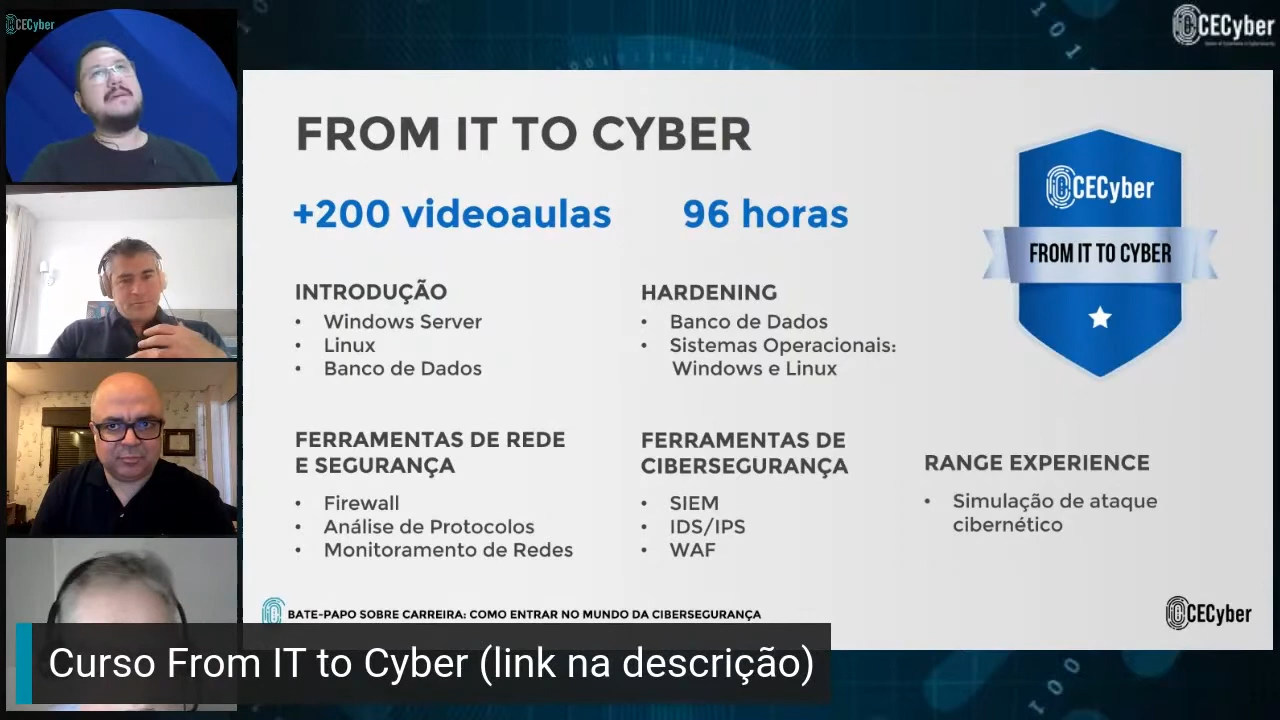 CECyber
CECyber
FROM IT TO CYBER
+200 videoaulas
96 horas
CECyber
FROM IT TO CYBER
INTRODUÇÃO
• Windows Server
• Linux
• Banco de Dados
HARDENING
• Banco de Dados
• Sistemas Operacionais:
Windows e Linux
FERRAMENTAS DE REDE
E SEGURANÇA
• Firewall
• Análise de Protocolos
• Monitoramento de Redes
FERRAMENTAS DE
CIBERSEGURANÇA
• SIEM
• IDS/IPS
• WAF
RANGE EXPERIENCE
• Simulação de ataque
cibernético
BATE-PAPO SOBRE CARREIRA: COMO ENTRAR NO MUNDO DA CIBERSEGURANÇA
CECyber
Curso From IT to Cyber (link na descrição)